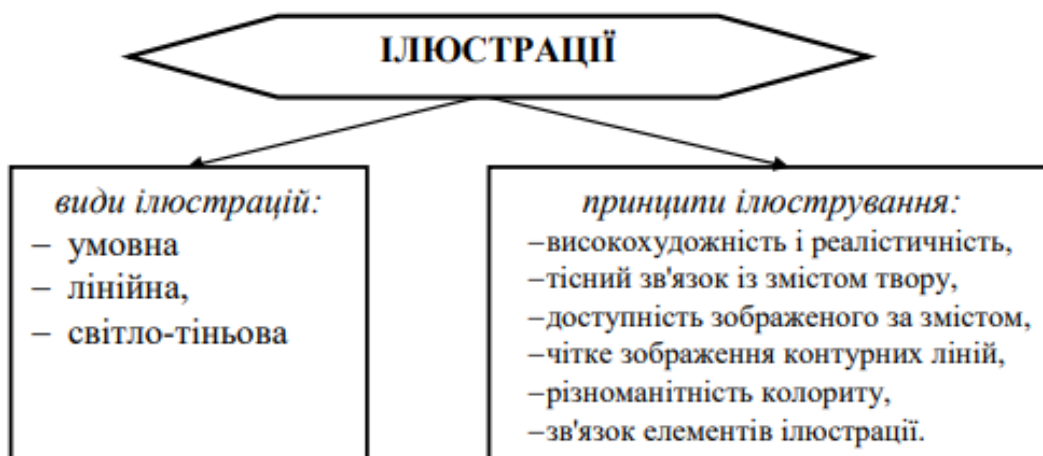 ІЛЮСТРАЦІЇ
види ілюстрацій:
– умовна
– лінійна,
– світло-тіньова
принципи ілюстрування:
–високохудожність і реалістичність,
–тісний зв'язок із змістом твору,
–доступність зображеного за змістом,
–чітке зображення контурних ліній,
–різноманітність колориту,
–зв'язок елементів ілюстрації.